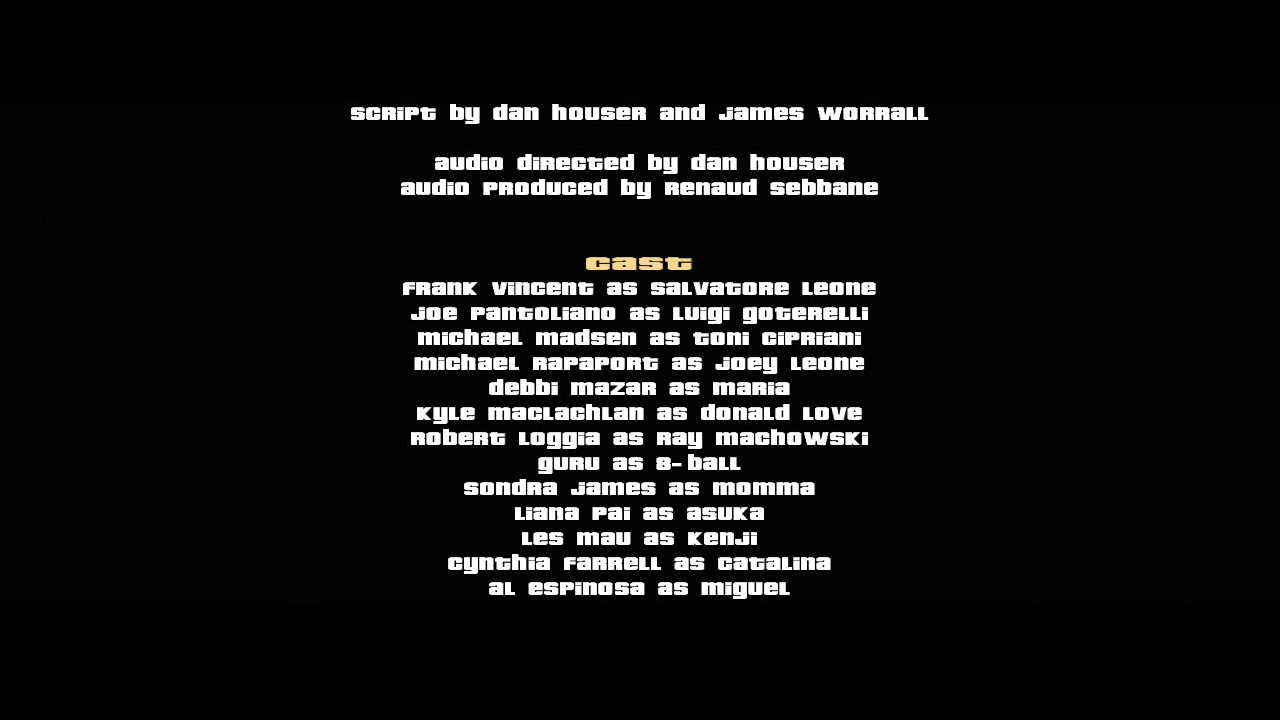 script by dan houser and james worrall
audio directed by dan houser
audio produced by renaud sebbane
cast
frank vincent as salvatore leone
joe pantoliano as luigi goterelli
michael madsen as toni cipriani
michael rapaport as joey leone
debbi mazar as maria
kyle maclachlan as donald love
robert loggia as ray machowski
guru as 8-ball
sondra james as momma
liana pai as asuka
les mau as kenji
cynthia farrell as catalina
al espinosa as miguel